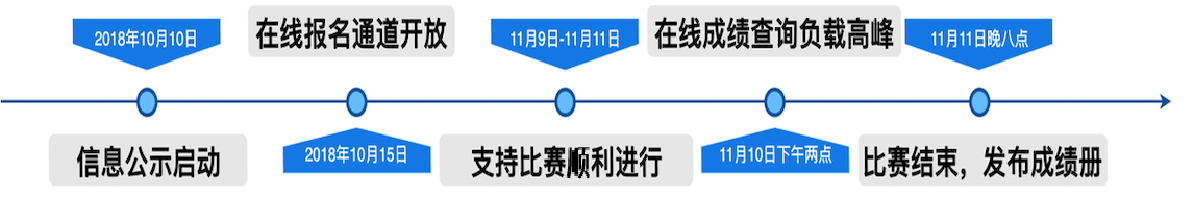 2018年10月10日
在线报名通道开放
11月9日-11月11日
在线成绩查询负载高峰
11月11日晚八点
信息公示启动
2018年10月15日
支持比赛顺利进行
11月10日下午两点
比赛结束，发布成绩册